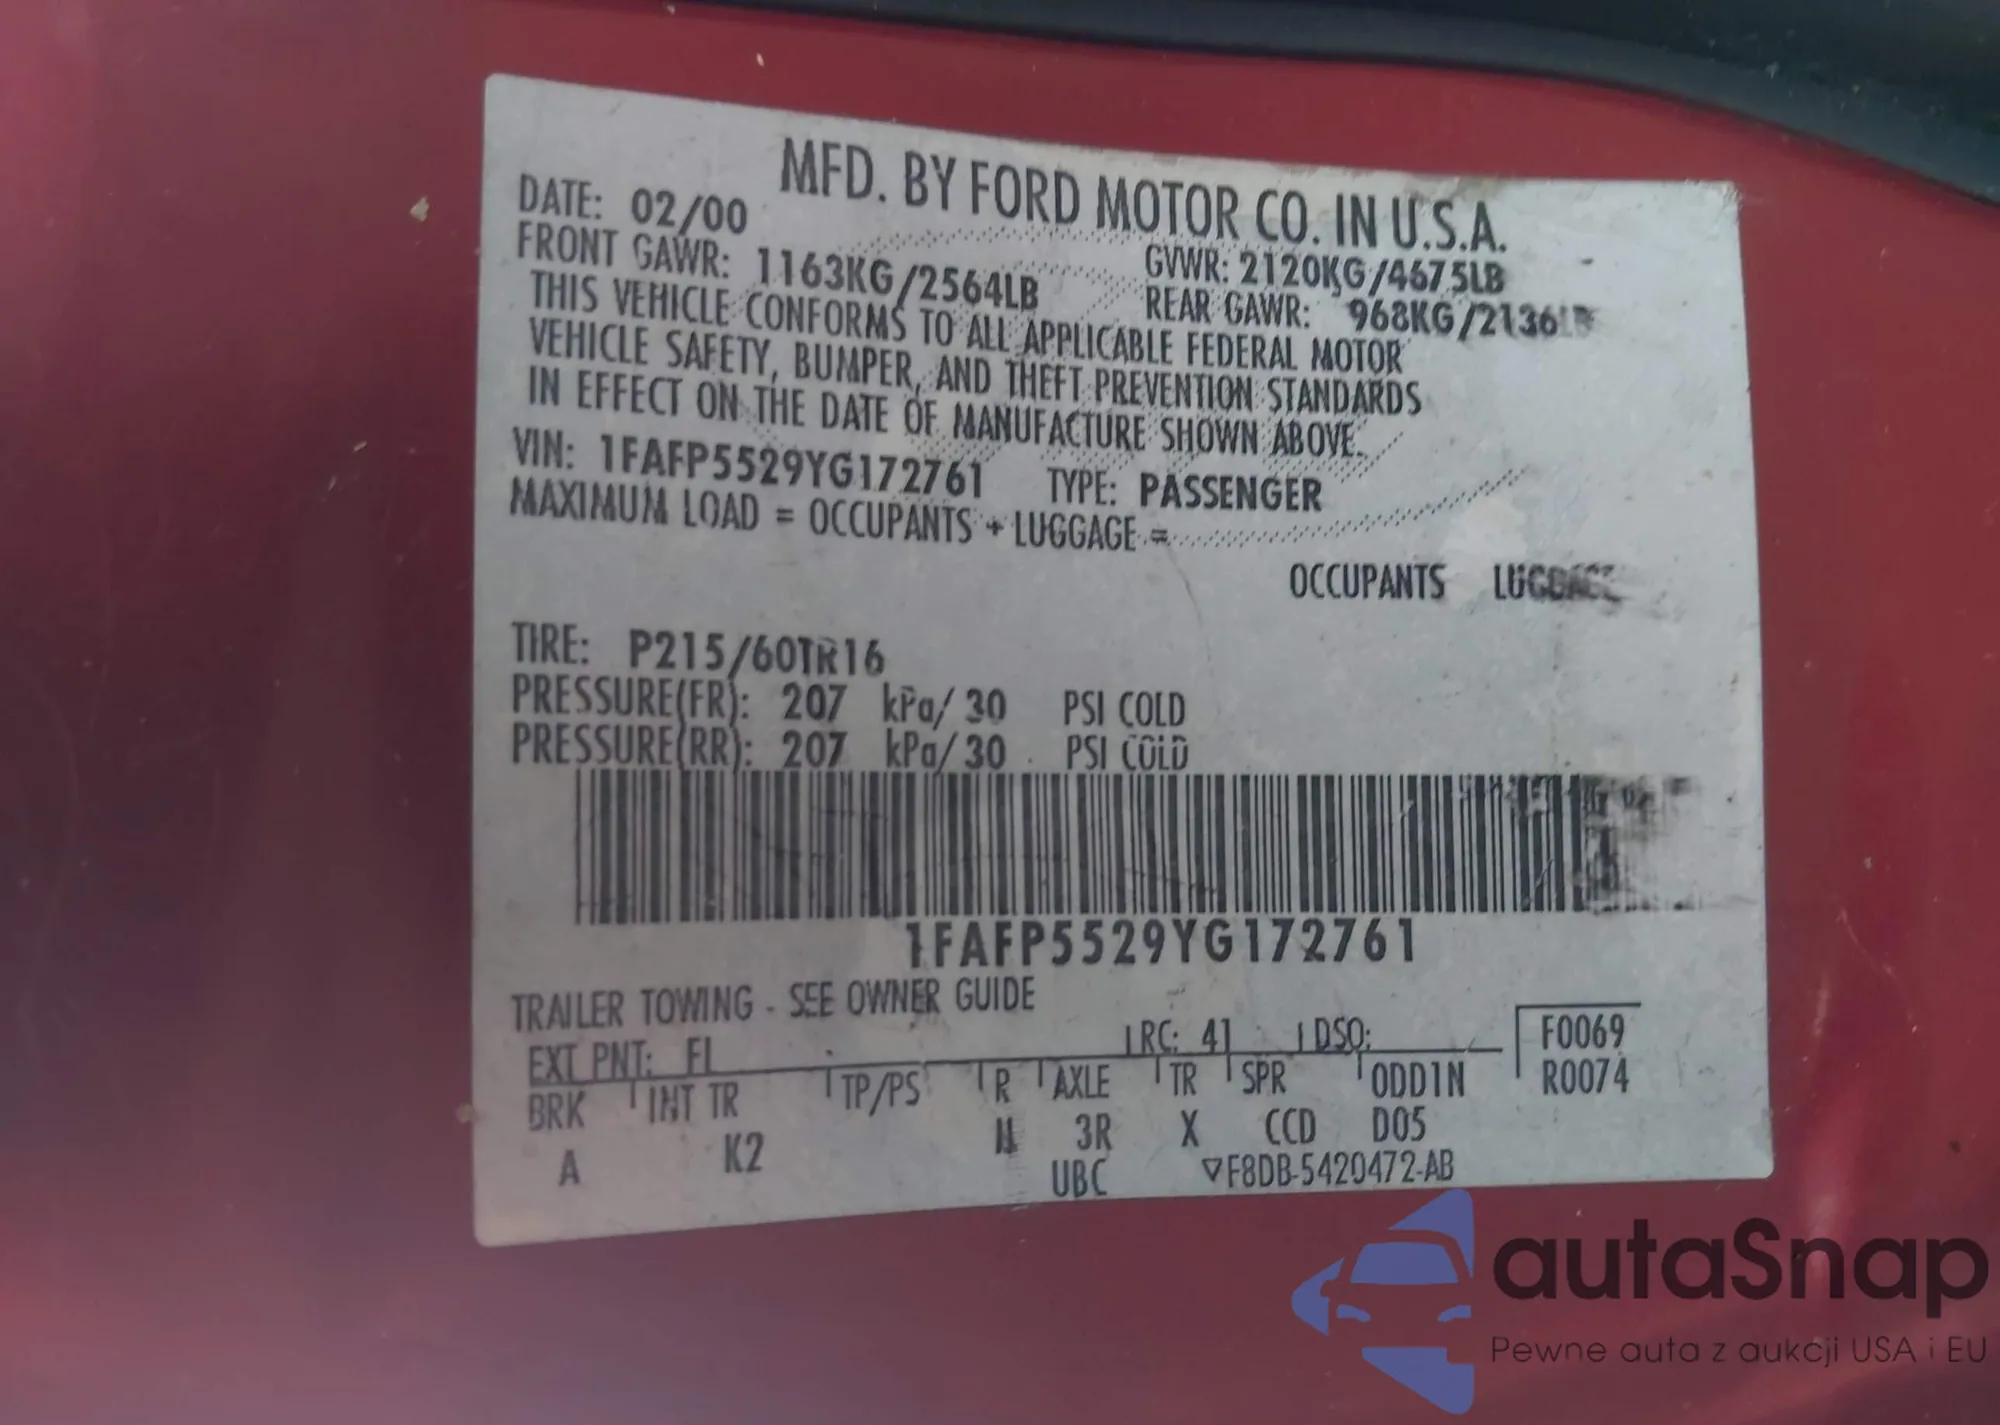 MFD. BY FORD MOTOR CO. IN U.S.A.
DATE: 02/00 GVWR: 2120KG/4675LB
FRONT GAWR: 1163KG/2564LB REAR GAWR: 968KG/2136LB
THIS VEHICLE CONFORMS TO ALL APPLICABLE FEDERAL MOTOR
VEHICLE SAFETY, BUMPER, AND THEFT PREVENTION STANDARDS
IN EFFECT ON THE DATE OF MANUFACTURE SHOWN ABOVE.
VIN: 1FAFP5529YG172761 TYPE: PASSENGER
MAXIMUM LOAD = OCCUPANTS + LUGGAGE =
OCCUPANTS LUGGAGE
TIRE: P215/60TR16
PRESSURE(FR): 207 kPa/ 30 PSI COLD
PRESSURE(RR): 207 kPa/ 30 PSI COLD
1FAFP5529YG172761
TRAILER TOWING - SEE OWNER GUIDE
EXT PNT: FL RC: 41 DSO: F0069
BRK INT TR TP/PS R AXLE TR SPR ODD1N R0074
A K2 3R X CCD D05
UBC ▽F8DB-5420472-AB
autaSnap
Pewne auta z aukcji USA i EU